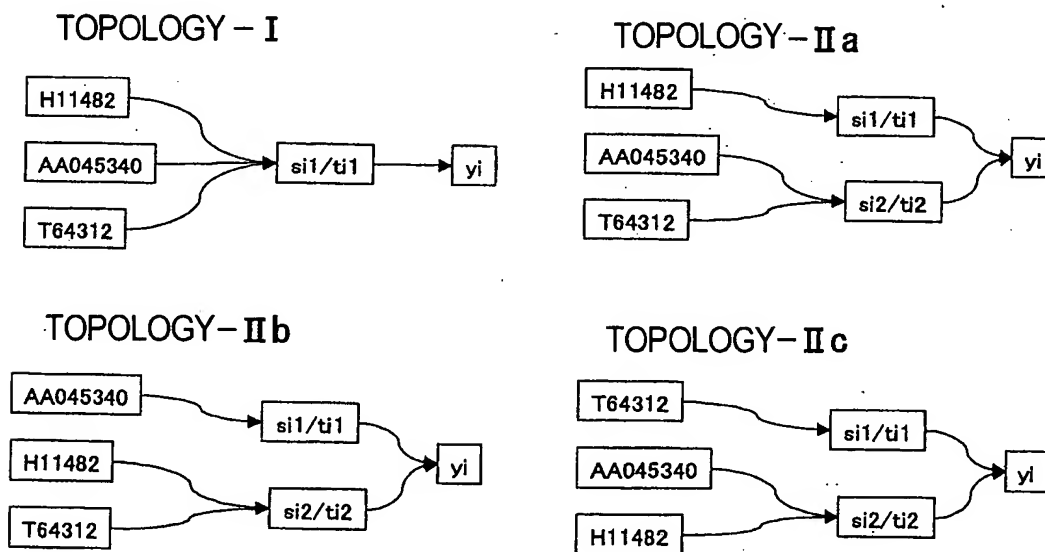 TOPOLOGY-I
H11482
AA045340
T64312
si1/ti1
yi
TOPOLOGY-IIa
H11482
AA045340
T64312
si1/ti1
si2/ti2
yi
TOPOLOGY-IIb
AA045340
H11482
T64312
si1/ti1
si2/ti2
yi
TOPOLOGY-IIc
T64312
AA045340
H11482
si1/ti1
si2/ti2
yi